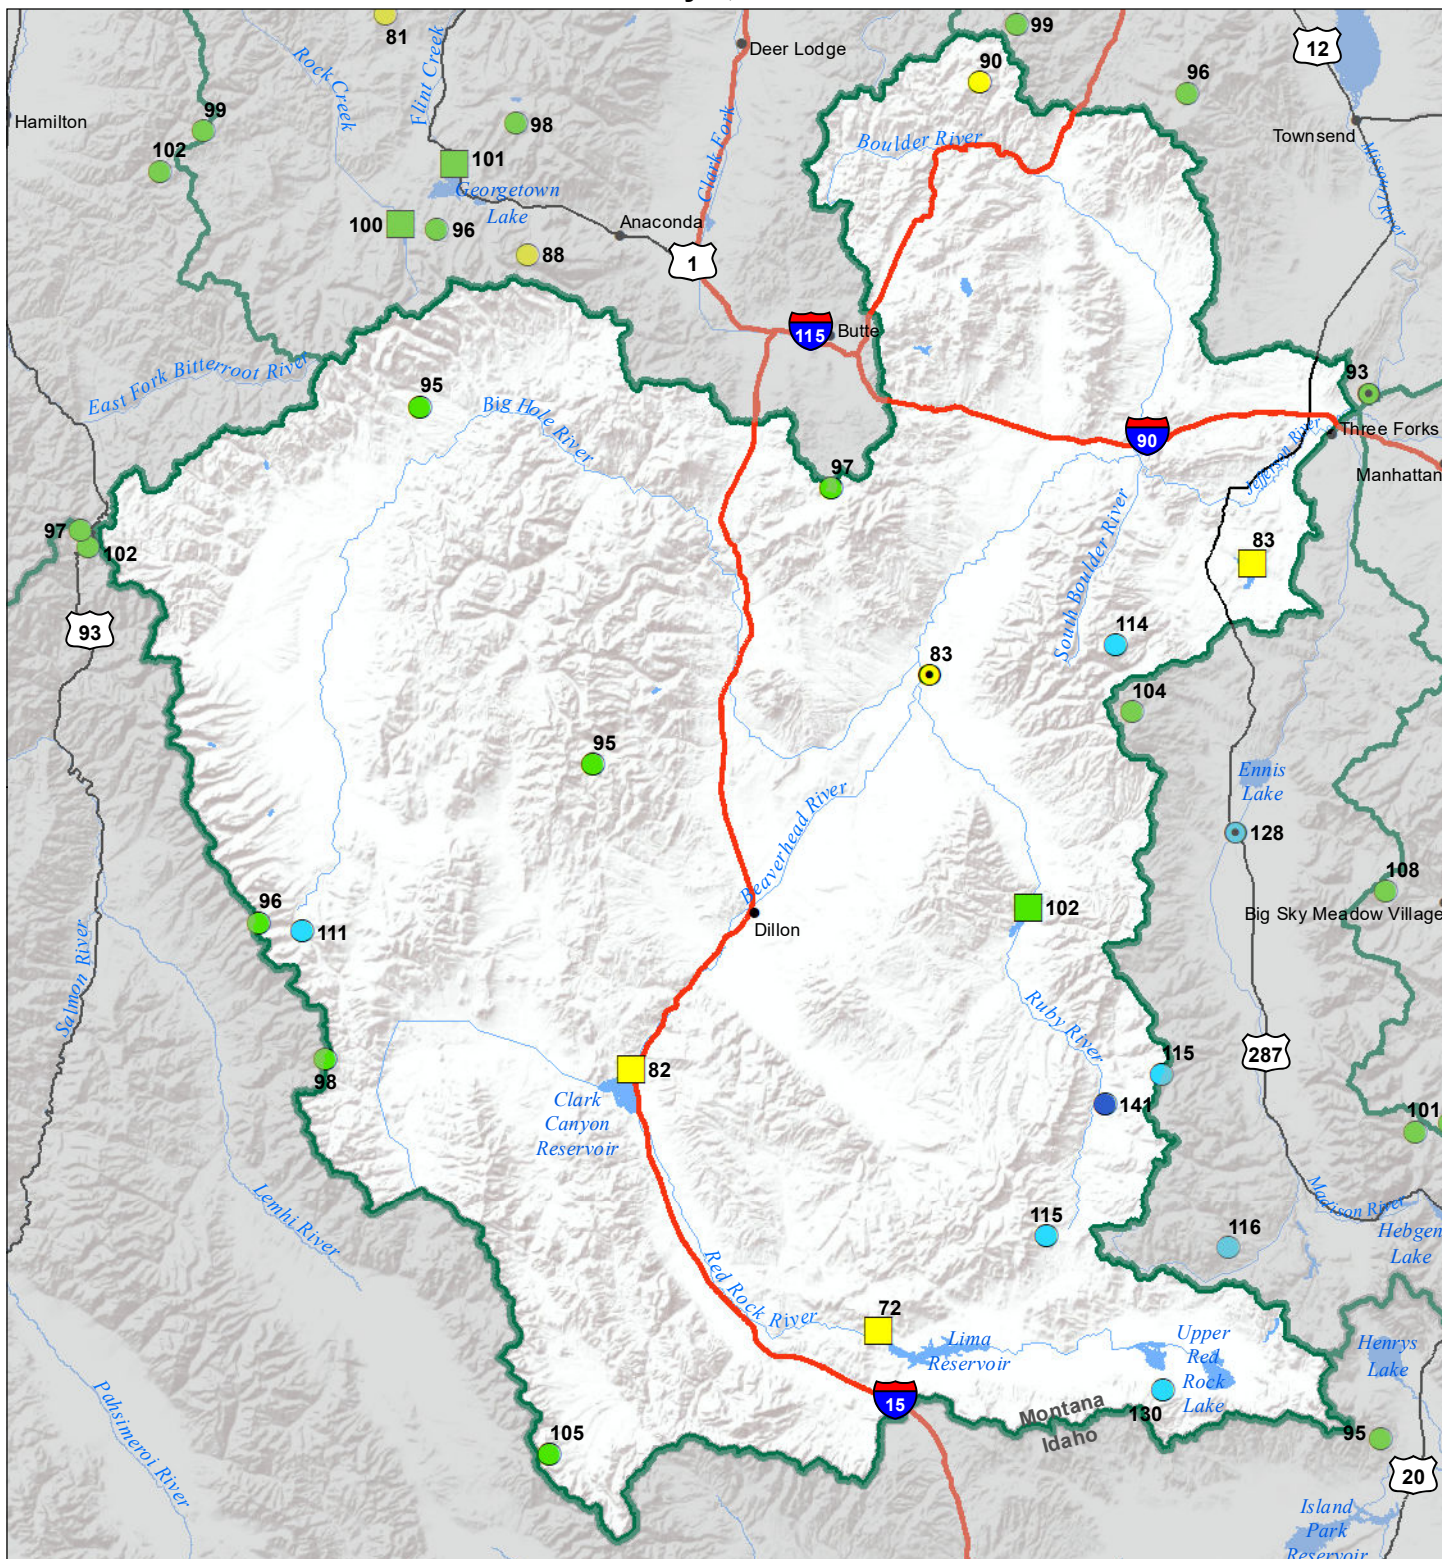 81
Rock Creek
Flint Creek
Deer Lodge
99
12
90
96
Hamilton
99
98
Clark Fork
Boulder River
Townsend
102
101
Georgetown
Lake
Missouri River
100
96
Anaconda
88
1
115
Butte
East Fork Bitterroot River
95
Big Hole River
93
90
Three Forks
Jefferson River
Manhattan
97
97
102
South Boulder River
83
93
114
83
104
95
Ennis
Lake
Beaverhead River
128
108
96
111
Dillon
102
Big Sky Meadow Village
Salmon River
Ruby River
287
98
82
115
Clark
Canyon
Reservoir
141
101
Lemhi River
115
116
Madison River
Hebgen
Lake
Red Rock River
72
Lima
Reservoir
Upper
Red
Rock
Lake
Henrys
Lake
15
Montana
Idaho
130
Pahsimeroi River
105
95
20
Island
Park
Reservoir